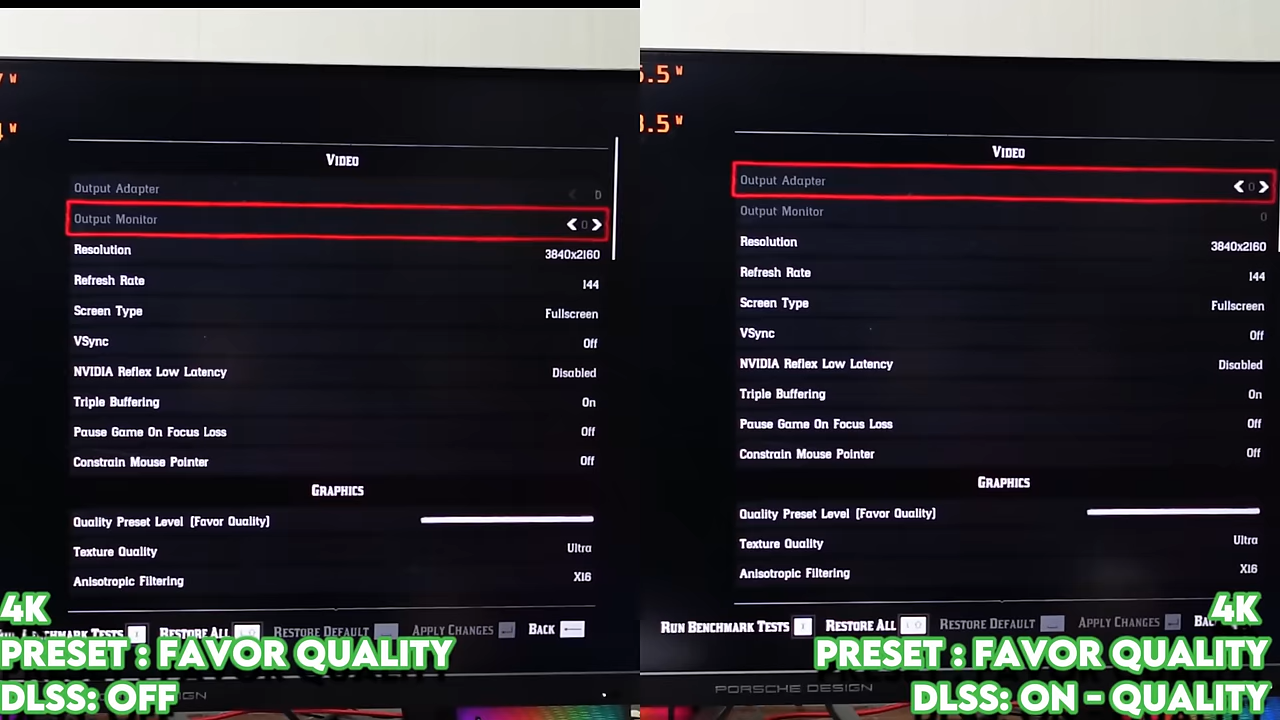 W
W
VIDEO
Output Adapter
Output Monitor 0
Resolution 3840x2160
Refresh Rate 144
Screen Type Fullscreen
VSync Off
NVIDIA Reflex Low Latency Disabled
Triple Buffering On
Pause Game On Focus Loss Off
Constrain Mouse Pointer Off
GRAPHICS
Quality Preset Level (Favor Quality)
Texture Quality Ultra
Anisotropic Filtering X16
RESTORE ALL RESTORE DEFAULT APPLY CHANGES BACK
4K
PRESET : FAVOR QUALITY
DLSS: OFF
.5 W
.5 W
VIDEO
Output Adapter 0
Output Monitor 0
Resolution 3840x2160
Refresh Rate 144
Screen Type Fullscreen
VSync Off
NVIDIA Reflex Low Latency Disabled
Triple Buffering On
Pause Game On Focus Loss Off
Constrain Mouse Pointer Off
GRAPHICS
Quality Preset Level (Favor Quality)
Texture Quality Ultra
Anisotropic Filtering X16
RUN BENCHMARK TESTS RESTORE ALL RESTORE DEFAULT APPLY CHANGES
4K
PRESET : FAVOR QUALITY
PORSCHE DESIGN
DLSS: ON - QUALITY